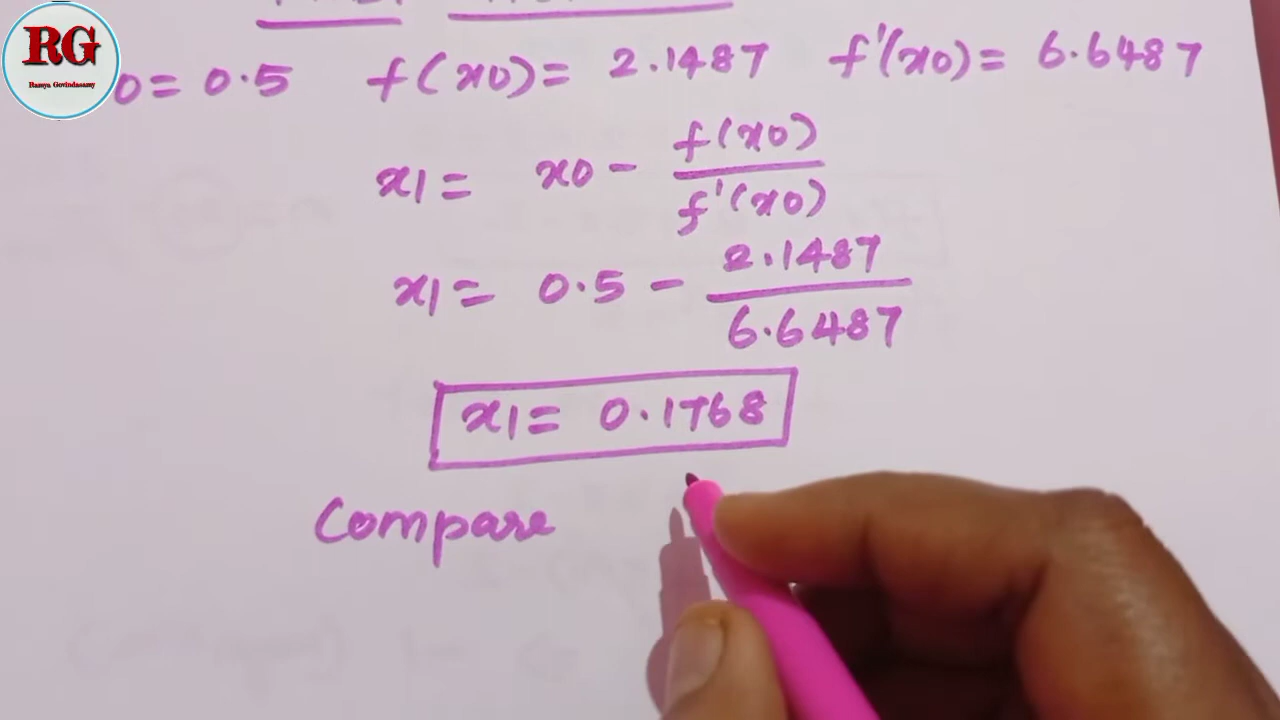 RG
Ramya Govindasamy
0 = 0.5 f(x0) = 2.1487 f'(x0) = 6.6487
x1 = x0 - f(x0) / f'(x0)
x1 = 0.5 - 2.1487 / 6.6487
x1 = 0.1768
Compare